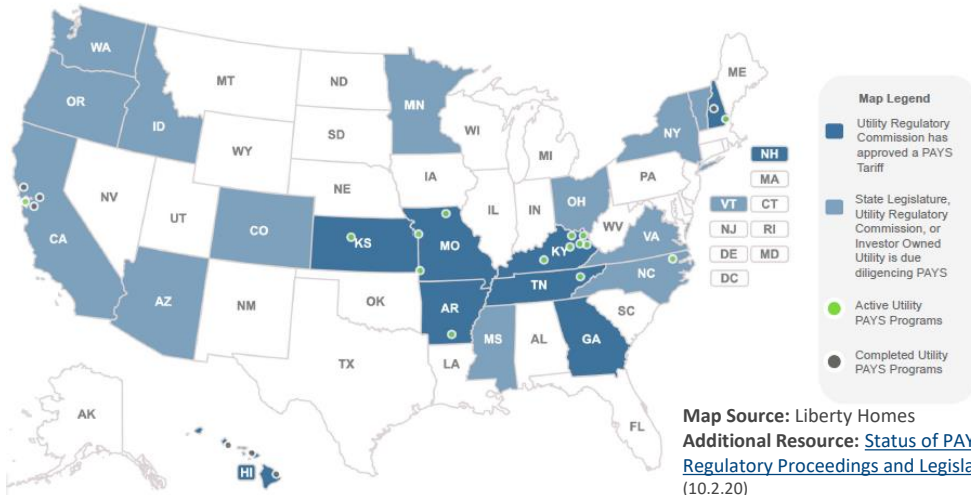 WA
MT
ND
MN
ME
OR
ID
SD
WI
NY
WY
MI
NH
MA
IA
PA
NE
NV
IL
IN
OH
VT
CT
UT
WV
NJ
RI
CA
CO
KS
MO
KY
VA
DE
MD
DC
NC
TN
AZ
NM
OK
AR
SC
MS
AL
GA
TX
LA
AK
FL
HI
Map Legend
Utility Regulatory
Commission has
approved a PAYS
Tariff
State Legislature,
Utility Regulatory
Commission, or
Investor Owned
Utility is due
diligencing PAYS
Active Utility
PAYS Programs
Completed Utility
PAYS Programs
Map Source: Liberty Homes
Additional Resource: Status of PAY
Regulatory Proceedings and Legisla
(10.2.20)